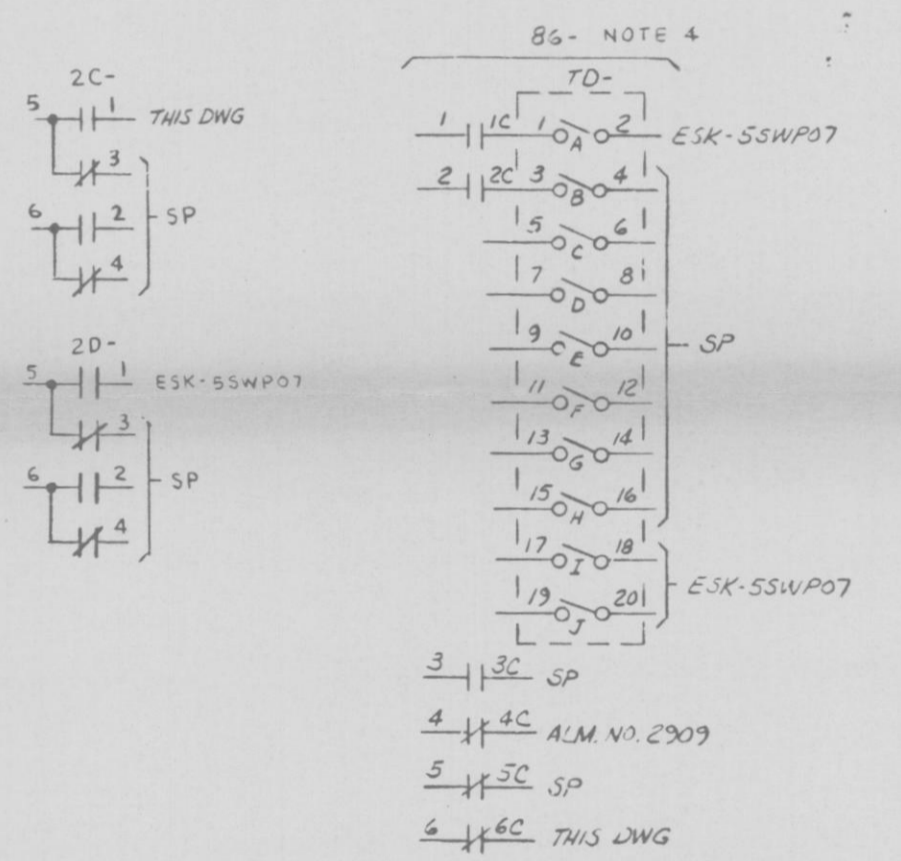 86- NOTE 4
2C-
TD-
5 1 THIS DWG
3
6 2 SP
4
1 1C 1 A 2 ESK-5SWP07
2 2C 3 B 4
5 C 6
7 D 8
9 E 10 SP
11 F 12
13 G 14
15 H 16
17 I 18
19 J 20 ESK-5SWP07
2D-
5 1 ESK-5SWP07
3
6 2 SP
4
3 3C SP
4 4C ALM. NO. 2909
5 5C SP
6 6C THIS DWG